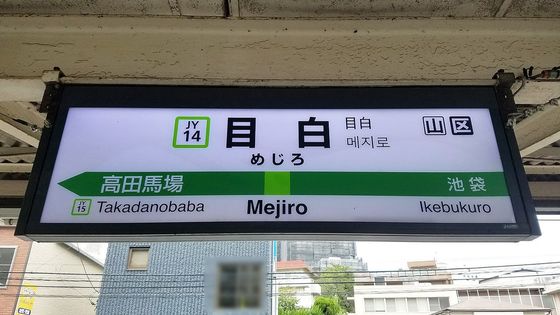 JY
14
目白
めじろ
目白
메지로
山 区
高田馬場
池袋
JY
15
Takadanobaba
Mejiro
Ikebukuro